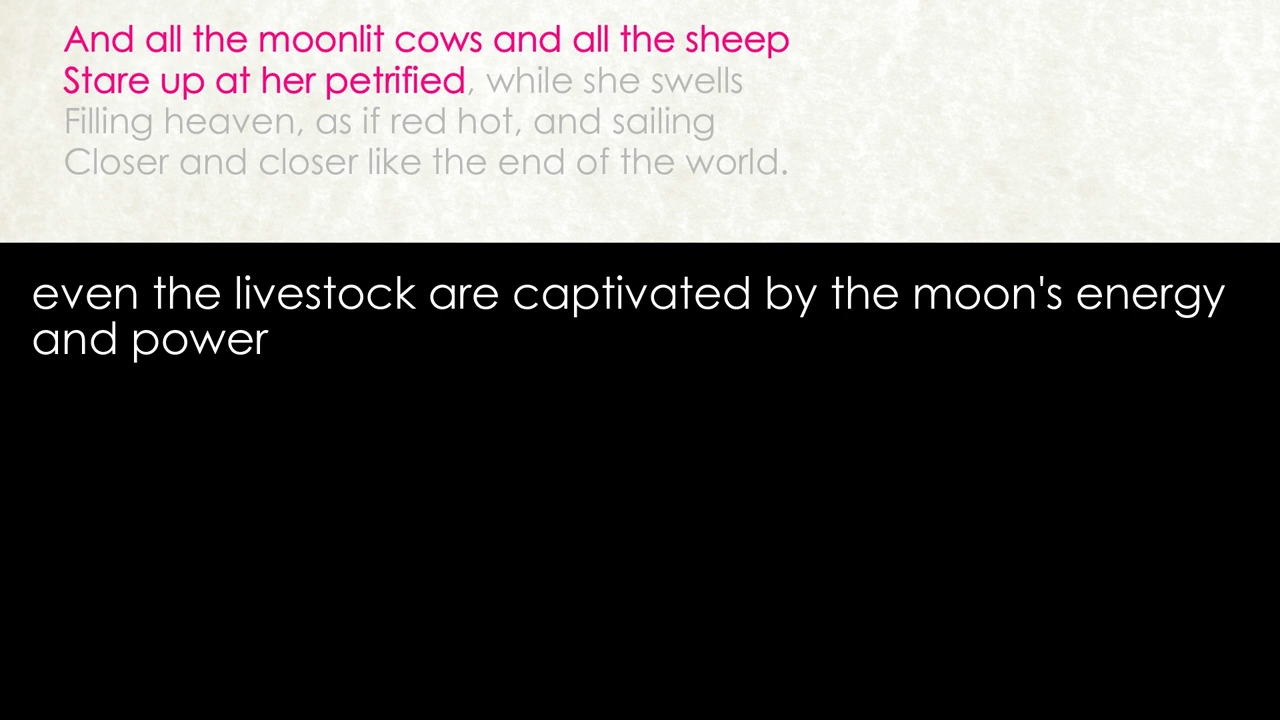 And all the moonlit cows and all the sheep
Stare up at her petrified, while she swells
Filling heaven, as if red hot, and sailing
Closer and closer like the end of the world.
even the livestock are captivated by the moon's energy
and power